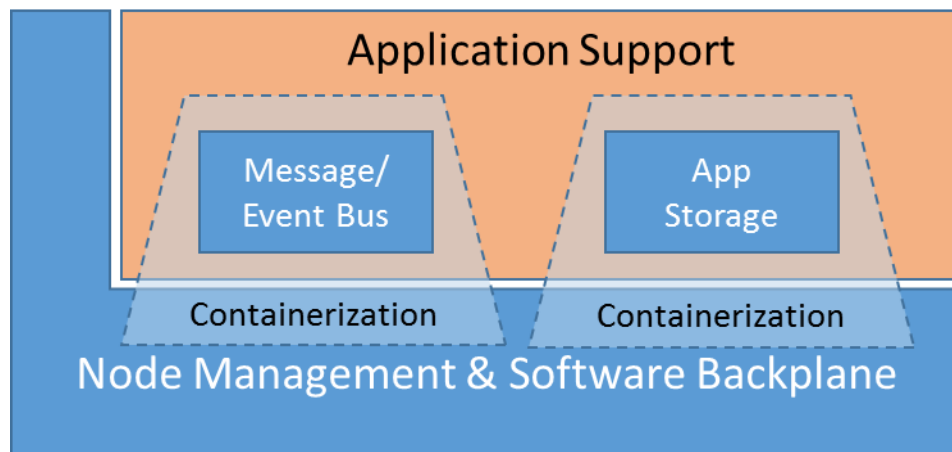 Application Support
Message/
Event Bus
App
Storage
Containerization
Containerization
Node Management & Software Backplane